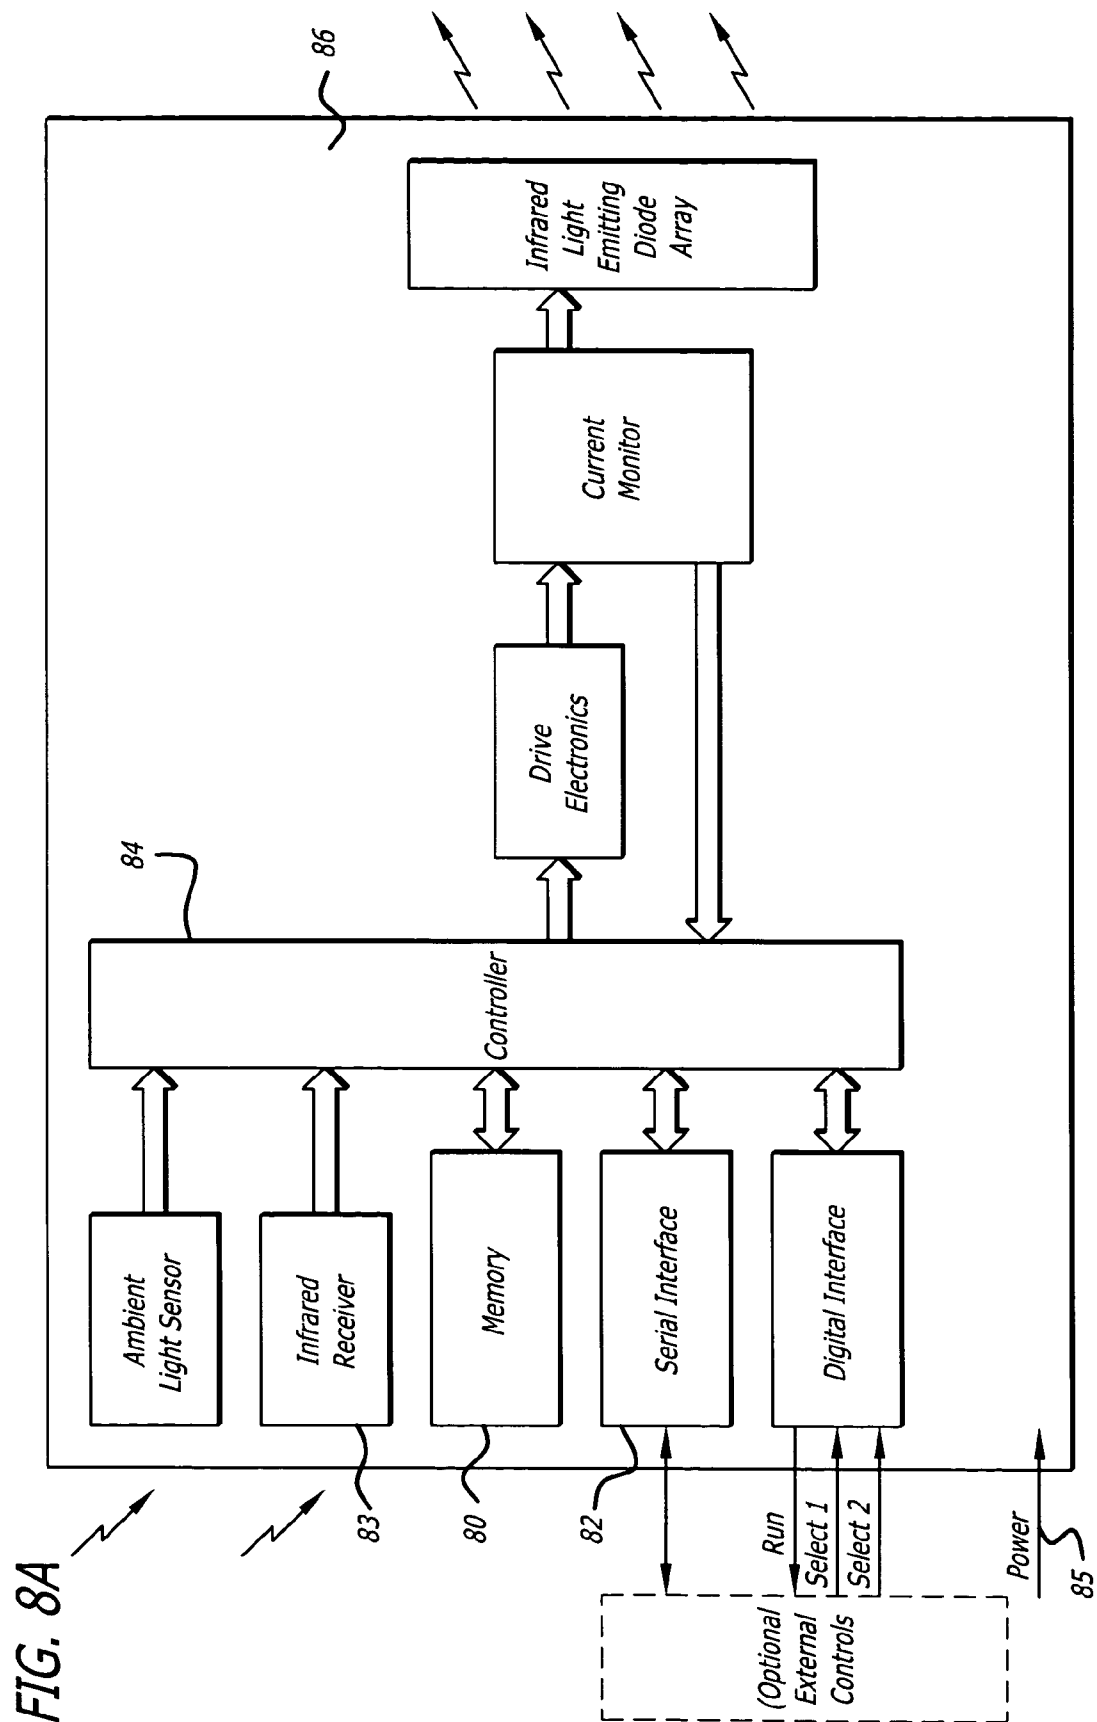 FIG. 8A
86
84
Ambient
Light Sensor
Infrared
Receiver
83
Memory
80
Serial Interface
82
Digital Interface
Controller
Drive
Electronics
Current
Monitor
Infrared
Light
Emitting
Diode
Array
(Optional
External
Controls
Run
Select 1
Select 2
Power
85